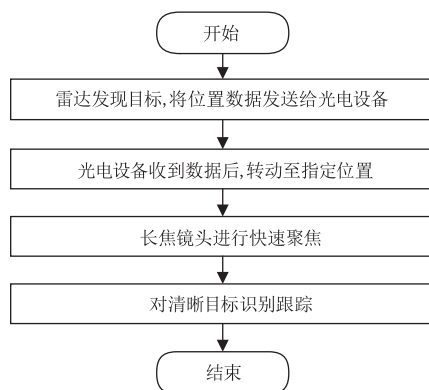 开始
雷达发现目标,将位置数据发送给光电设备
光电设备收到数据后,转动至指定位置
长焦镜头进行快速聚焦
对清晰目标识别跟踪
结束